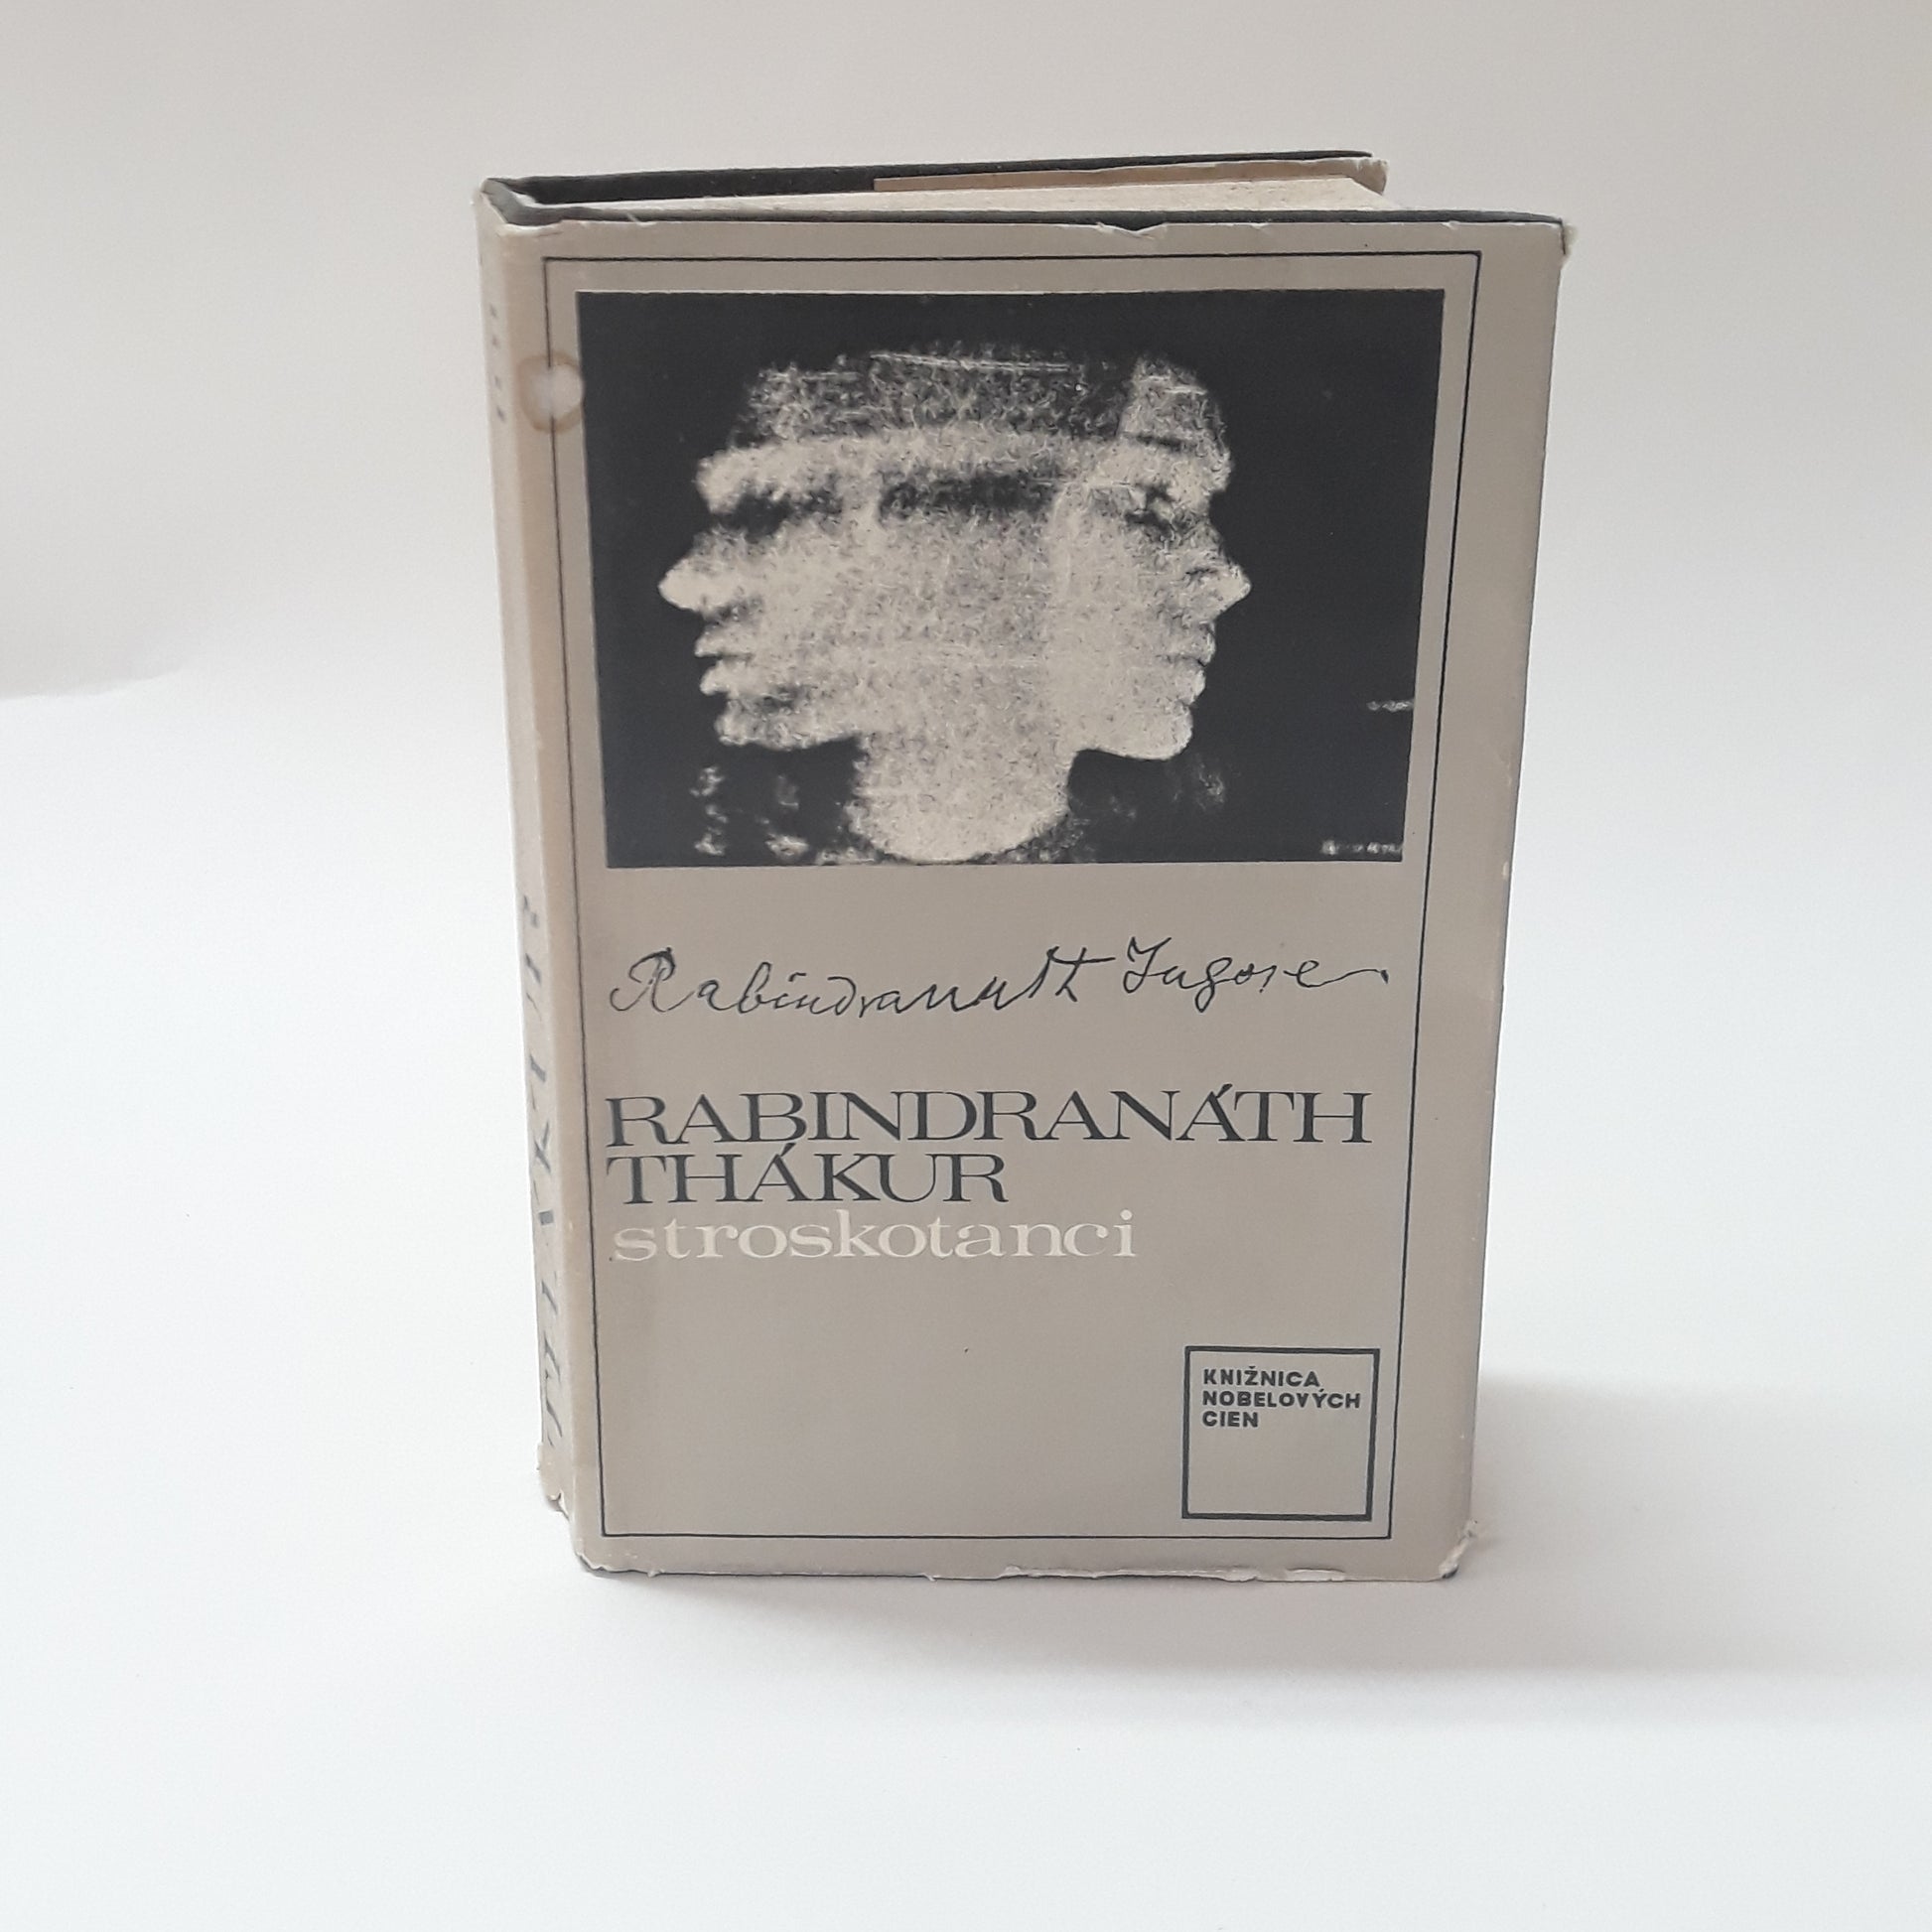 Rabindranath Tagore
RABINDRANÁTH
THÁKUR
stroskotanci
KNIŽNICA
NOBELOVÝCH
CIEN